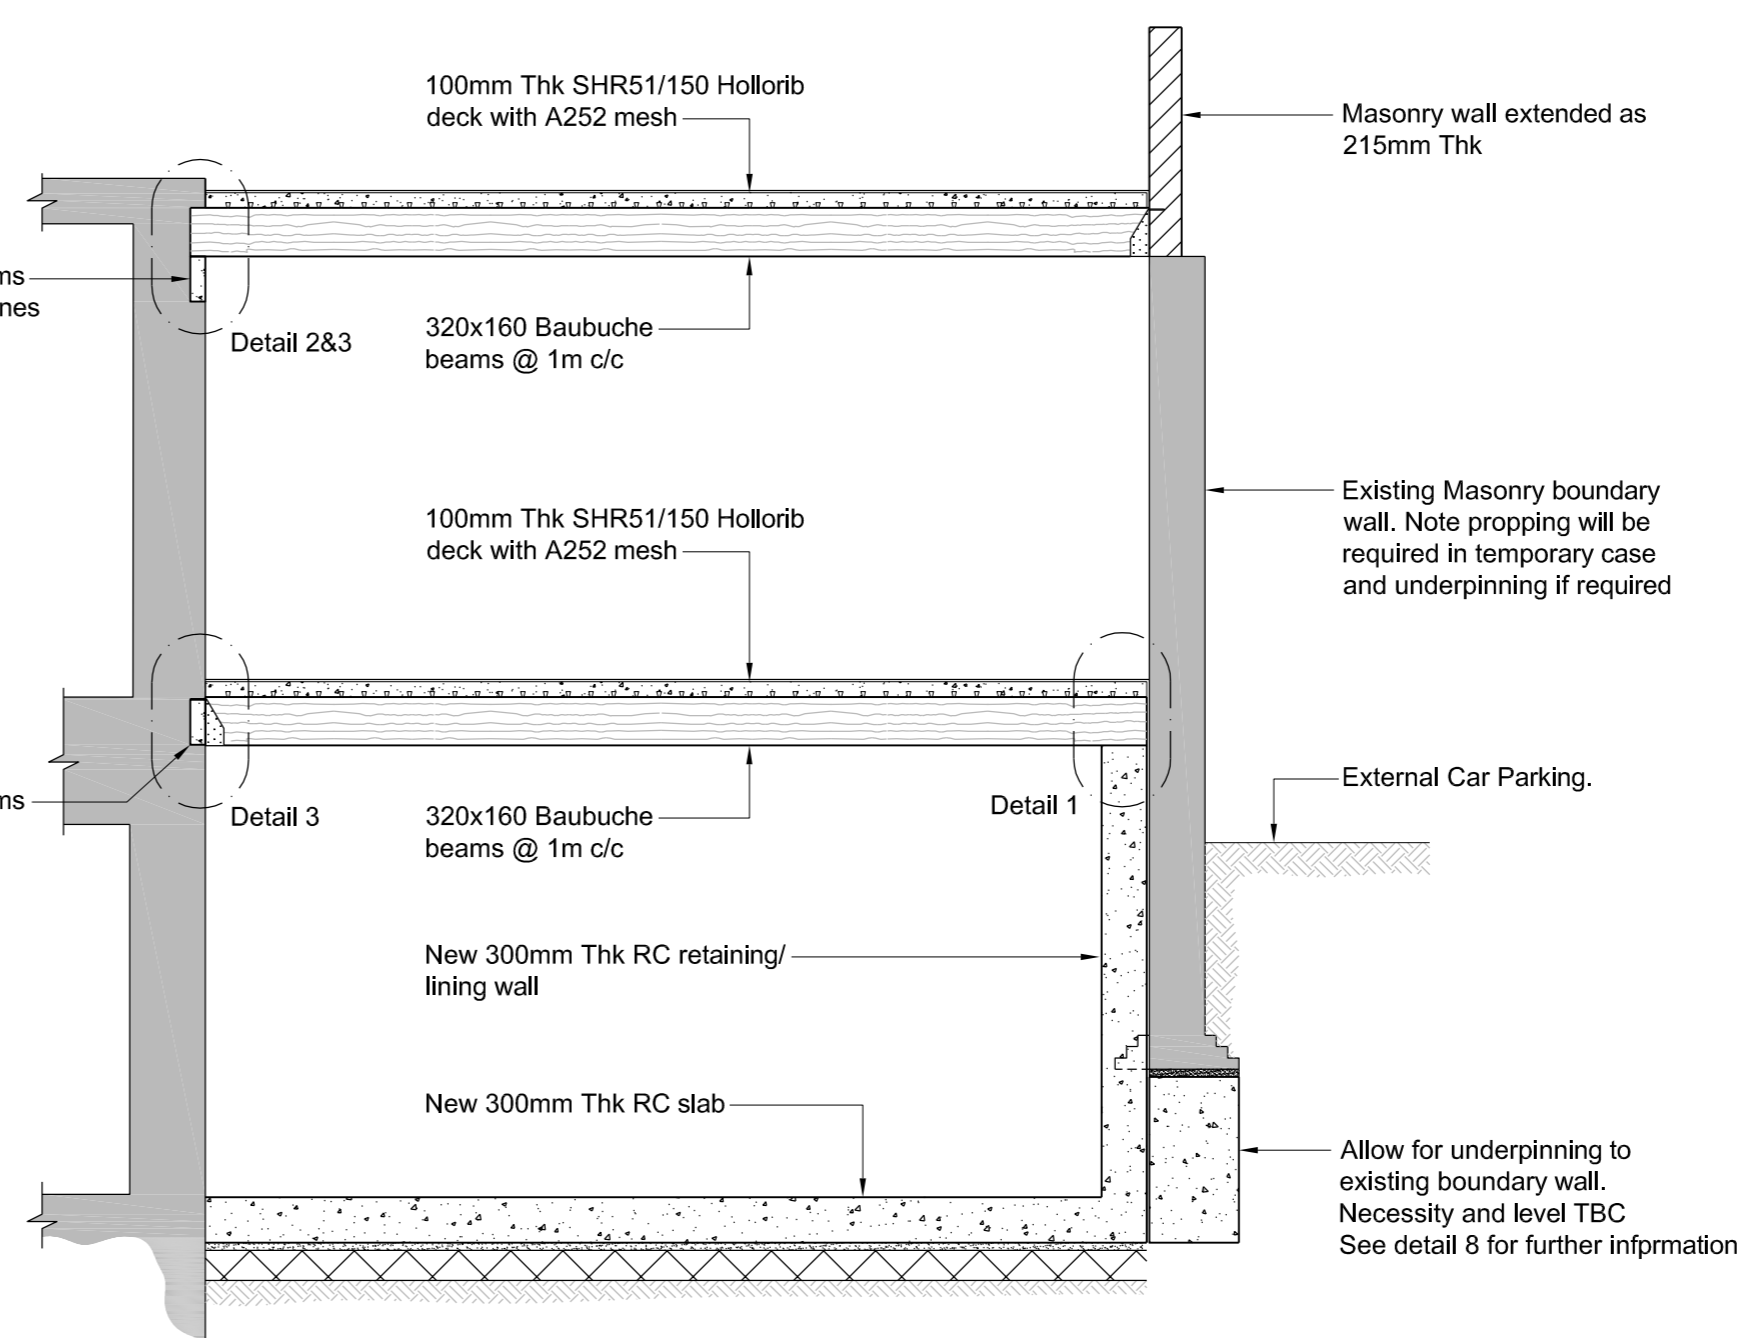 100mm Thk SHR51/150 Hollorib
deck with A252 mesh
Masonry wall extended as
215mm Thk
Detail 2&3
320x160 Baubuche
beams @ 1m c/c
100mm Thk SHR51/150 Hollorib
deck with A252 mesh
Existing Masonry boundary
wall. Note propping will be
required in temporary case
and underpinning if required
Detail 3
320x160 Baubuche
beams @ 1m c/c
Detail 1
External Car Parking.
New 300mm Thk RC retaining/
lining wall
New 300mm Thk RC slab
Allow for underpinning to
existing boundary wall.
Necessity and level TBC
See detail 8 for further infprmation